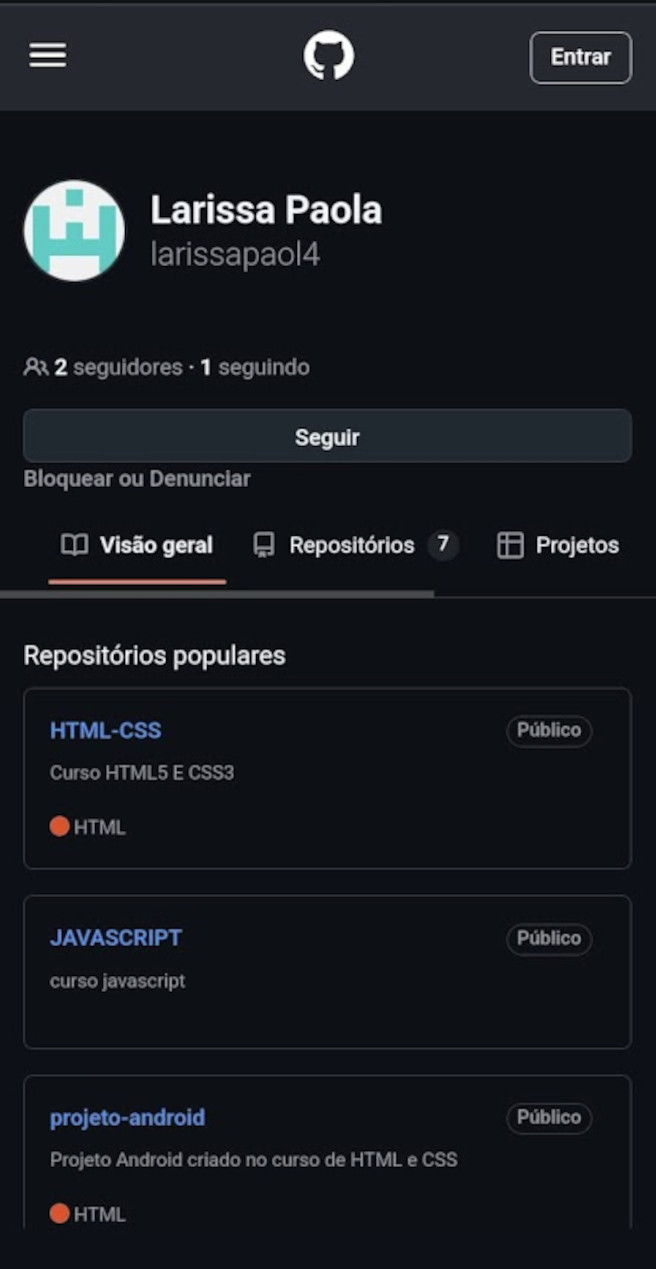 Entrar
Larissa Paola
larissapaol4
2 seguidores · 1 seguindo
Seguir
Bloquear ou Denunciar
Visão geral Repositórios 7 Projetos
Repositórios populares
HTML-CSS Público
Curso HTML5 E CSS3
HTML
JAVASCRIPT Público
curso javascript
projeto-android Público
Projeto Android criado no curso de HTML e CSS
HTML